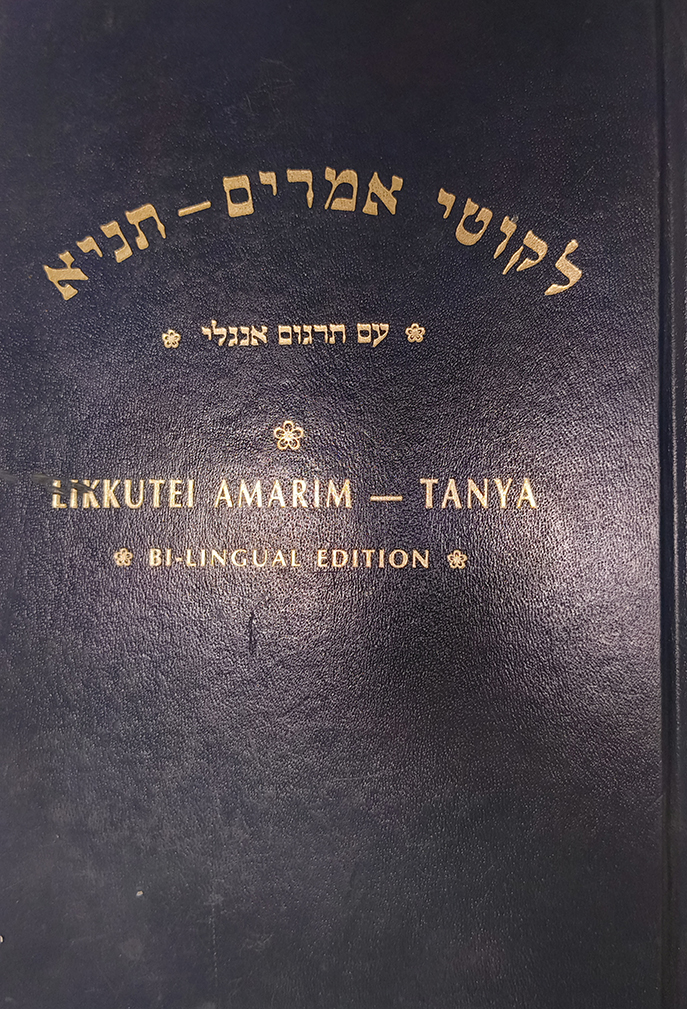 לקוטי אמרים – תניא
עם תרגום אנגלי
LIKKUTEI AMARIM — TANYA
BI-LINGUAL EDITION